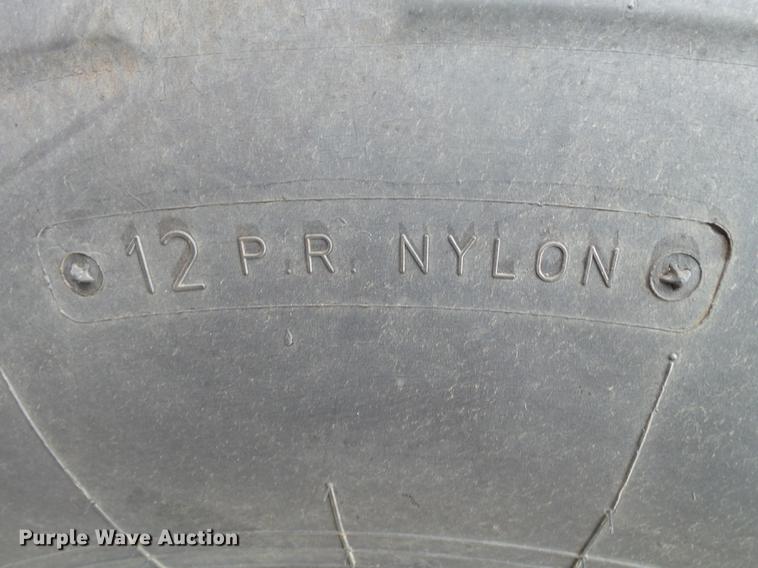 12 P.R. NYLON
Purple Wave Auction